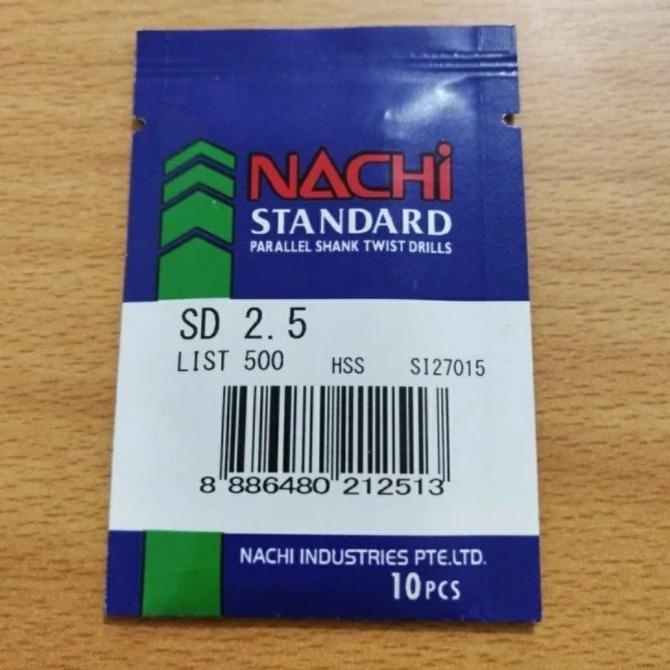 NACHi
STANDARD
PARALLEL SHANK TWIST DRILLS
SD 2.5
LIST 500 HSS SI27015
8 886480 212513
NACHI INDUSTRIES PTE.LTD.
10PCS